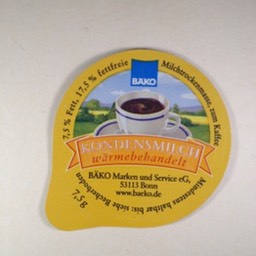 7,5 % Fett, 17,5 % fettfreie Milchtrockenmasse, zum Kaffee
BÄKO
KONDENSMILCH
wärmebehandelt
BÄKO Marken und Service eG,
53113 Bonn
www.baeko.de
Mindestens haltbar bis: siehe Becherboden
7,5g